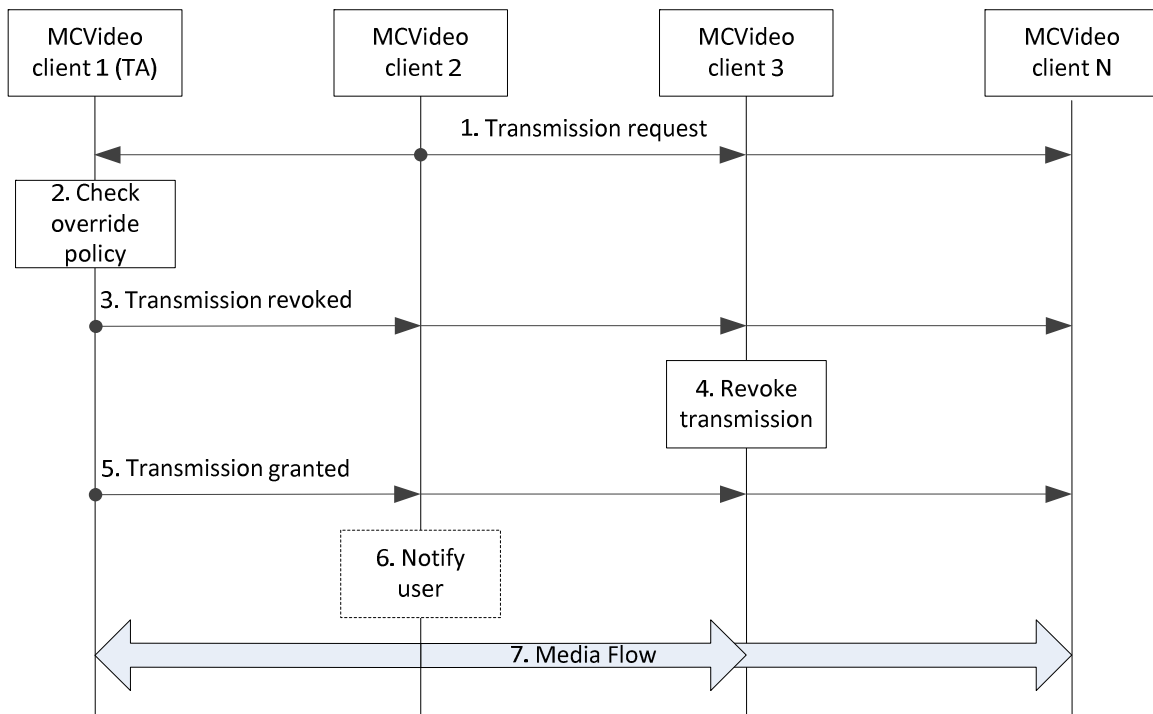 MCVideo
client 1 (TA)
MCVideo
client 2
MCVideo
client 3
MCVideo
client N
1. Transmission request
2. Check
override
policy
3. Transmission revoked
4. Revoke
transmission
5. Transmission granted
6. Notify
user
7. Media Flow